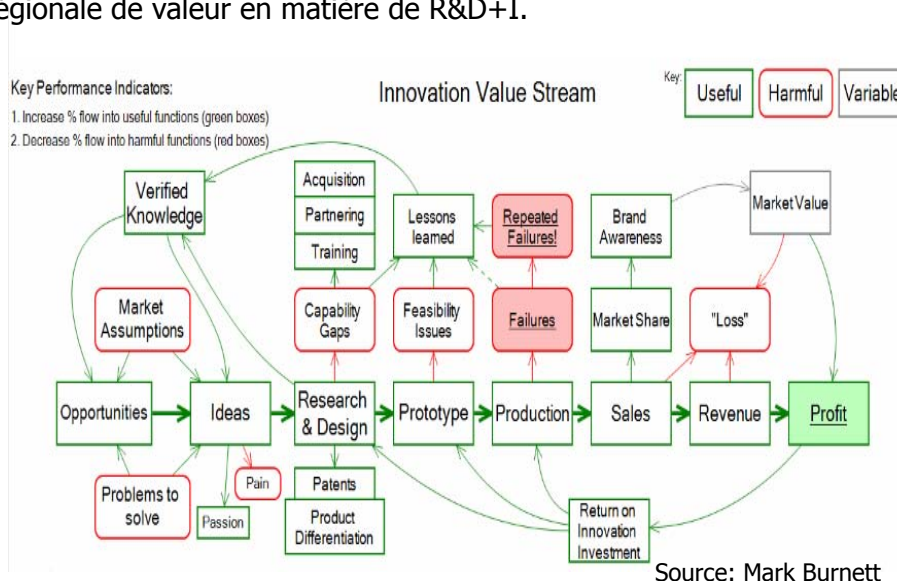 égionale de valeur en matière de R&D+I.
Key Performance Indicators:
1. Increase % flow into useful functions (green boxes)
2. Decrease % flow into harmful functions (red boxes)
Innovation Value Stream
Key:
Useful
Harmful
Variable
Verified
Knowledge
Acquisition
Partnering
Training
Lessons
learned
Repeated
Failures!
Brand
Awareness
Market Value
Market
Assumptions
Capability
Gaps
Feasibility
Issues
Failures
Market Share
"Loss"
Opportunities
Ideas
Research
& Design
Prototype
Production
Sales
Revenue
Profit
Problems to
solve
Pain
Passion
Patents
Product
Differentiation
Return on
Innovation
Investment
Source: Mark Burnett